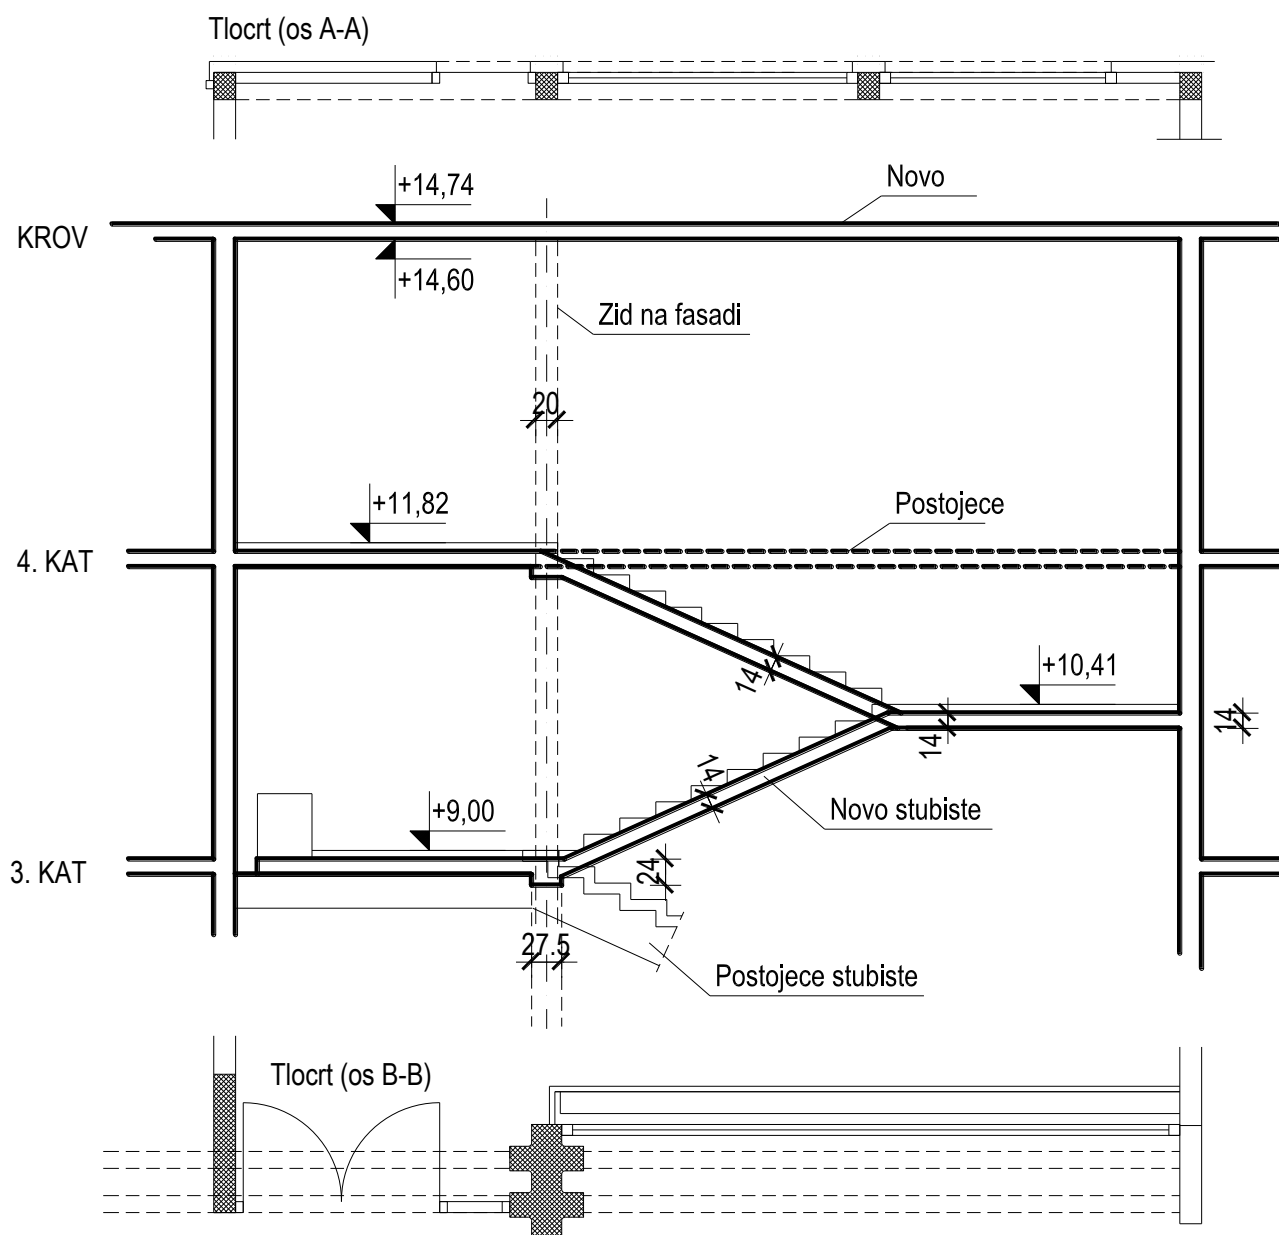 Tlocrt (os A-A)
+14,74
Novo
KROV
+14,60
Zid na fasadi
20
+11,82
Postojece
4. KAT
14
+10,41
14
14
14
+9,00
Novo stubiste
3. KAT
24
27.5
Postojece stubiste
Tlocrt (os B-B)